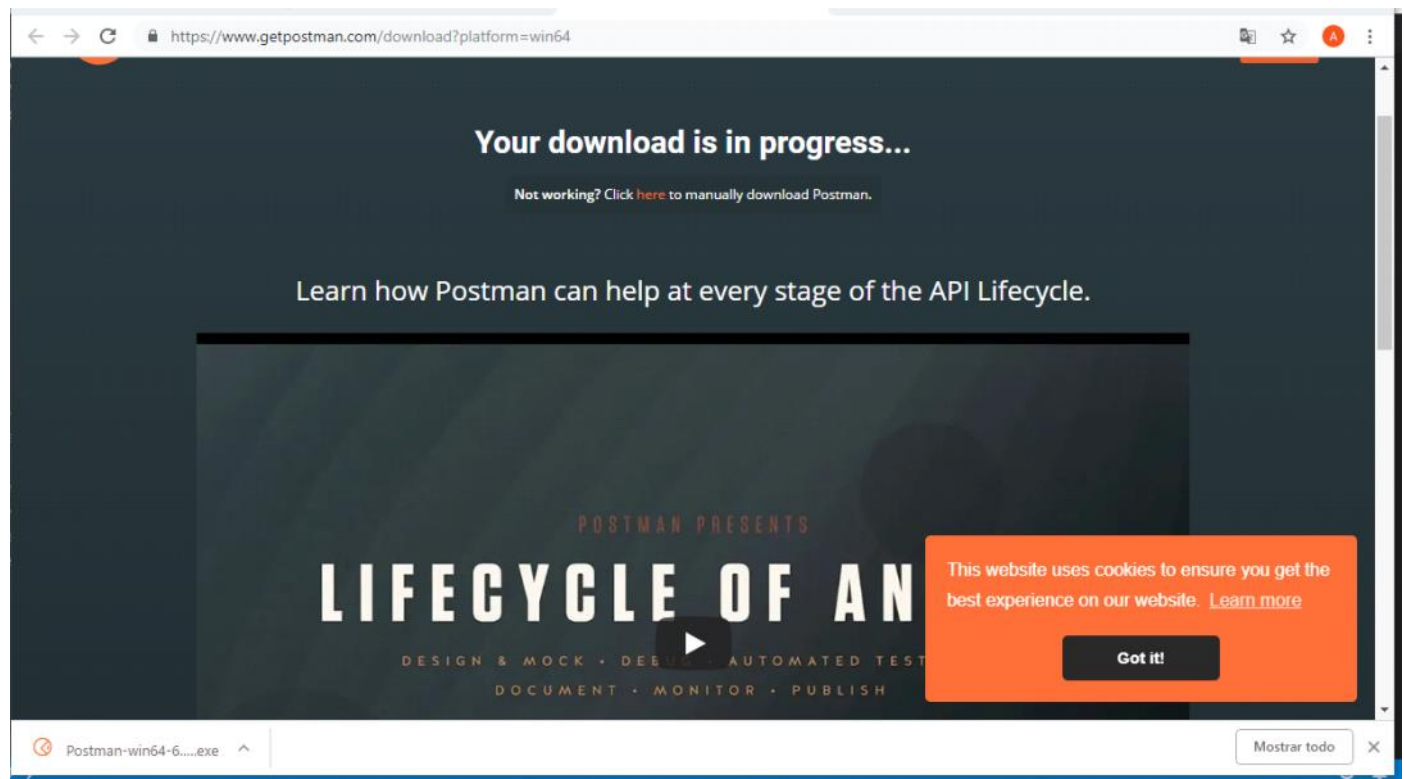 https://www.getpostman.com/download?platform=win64
A
Your download is in progress...
Not working? Click here to manually download Postman.
Learn how Postman can help at every stage of the API Lifecycle.
POSTMAN PRESENTS
LIFECYCLE OF AN
DESIGN & MOCK • DEBUG • AUTOMATED TEST
DOCUMENT • MONITOR • PUBLISH
This website uses cookies to ensure you get the
best experience on our website. Learn more
Got it!
Postman-win64-6.....exe
Mostrar todo